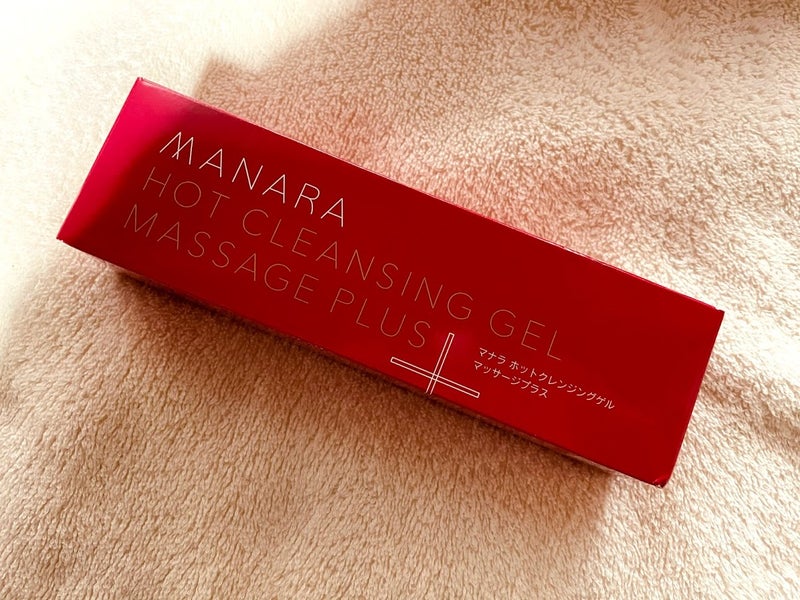 MANARA
HOT CLEANSING GEL
MASSAGE PLUS
マナラ ホットクレンジングゲル
マッサージプラス